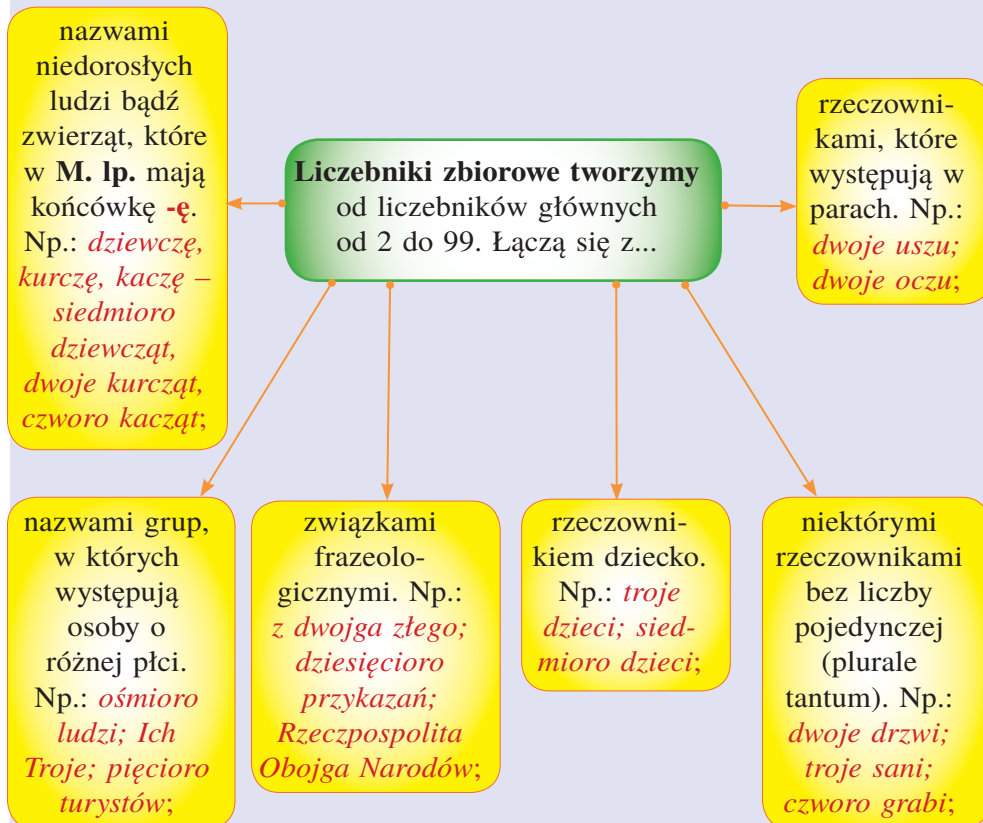 Liczebniki zbiorowe tworzymy
od liczebników głównych
od 2 do 99. Łączą się z...
nazwami
niedorosłych
ludzi bądź
zwierząt, które
w M. lp. mają
końcówkę -ę.
Np.: dziewczę,
kurczę, kaczę –
siedmioro
dziewcząt,
dwoje kurcząt,
czworo kacząt;
rzeczowni-
kami, które
występują w
parach. Np.:
dwoje uszu;
dwoje oczu;
nazwami grup,
w których
występują
osoby o
różnej płci.
Np.: ośmioro
ludzi; Ich
Troje; pięcioro
turystów;
związkami
frazeolo-
gicznymi. Np.:
z dwojga złego;
dziesięcioro
przykazań;
Rzeczpospolita
Obojga Narodów;
rzeczowni-
kiem dziecko.
Np.: troje
dzieci; sied-
mioro dzieci;
niektórymi
rzeczownikami
bez liczby
pojedynczej
(plurale
tantum). Np.:
dwoje drzwi;
troje sani;
czworo grabi;